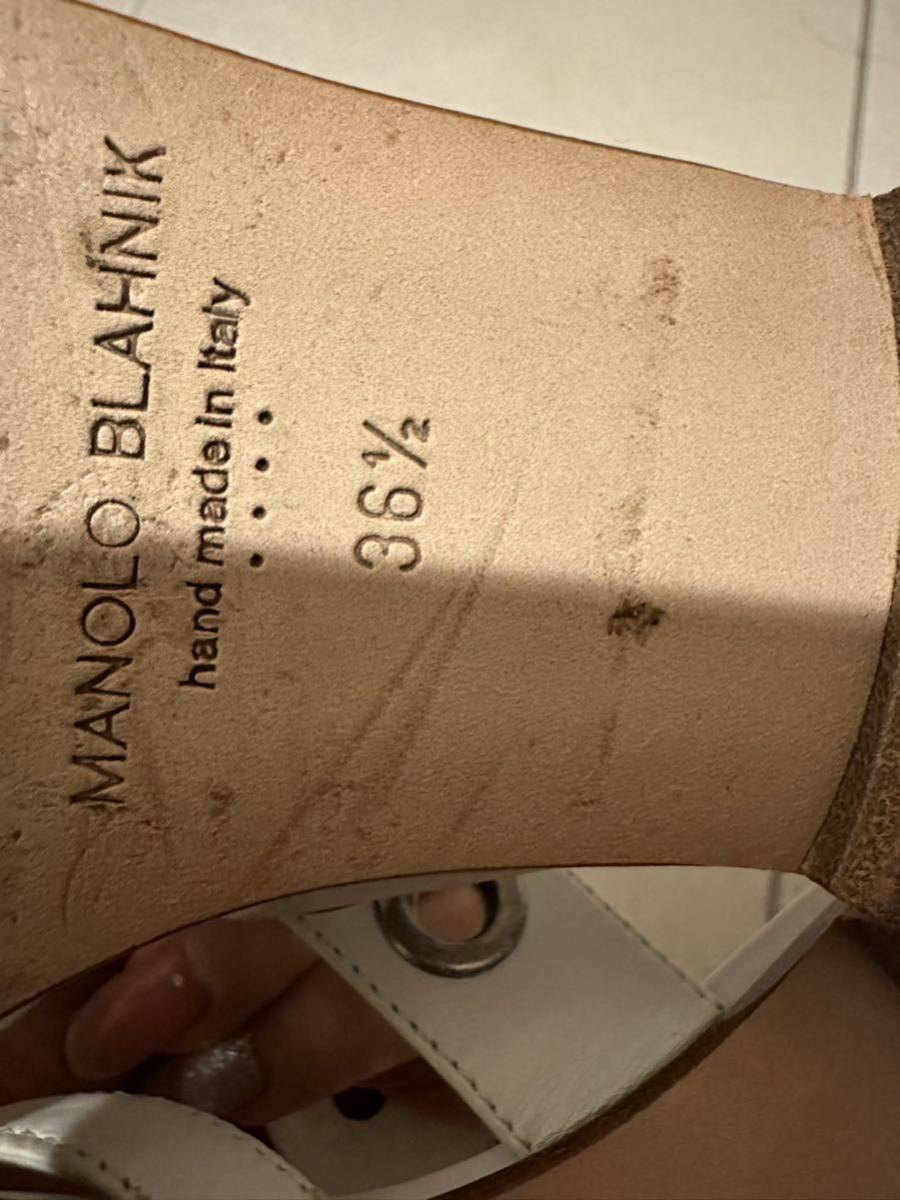 MANOLO BLAHNIK
hand made in Italy
• • • •
36½